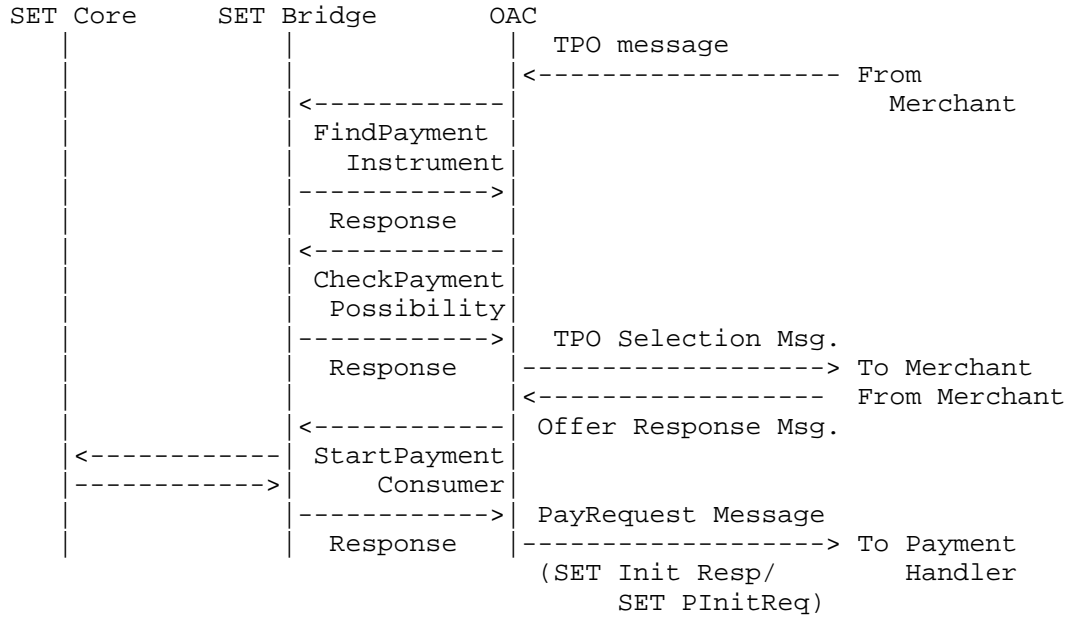 SET Core SET Bridge OAC
TPO message
From
Merchant
FindPayment
Instrument
Response
CheckPayment
Possibility
TPO Selection Msg.
Response To Merchant
From Merchant
Offer Response Msg.
StartPayment
Consumer
PayRequest Message
Response To Payment
(SET Init Resp/ Handler
SET PInitReq)